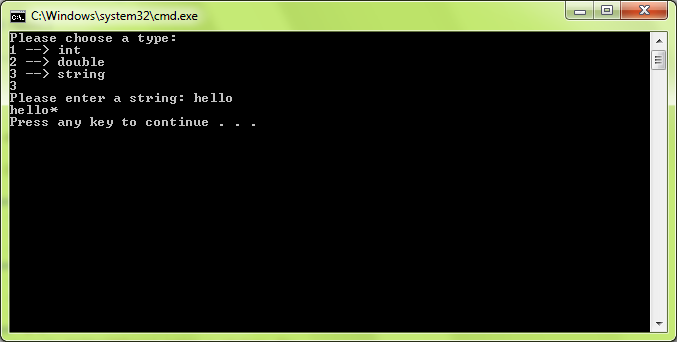 C:\Windows\system32\cmd.exe
Please choose a type:
1 --> int
2 --> double
3 --> string
3
Please enter a string: hello
hello*
Press any key to continue . . .